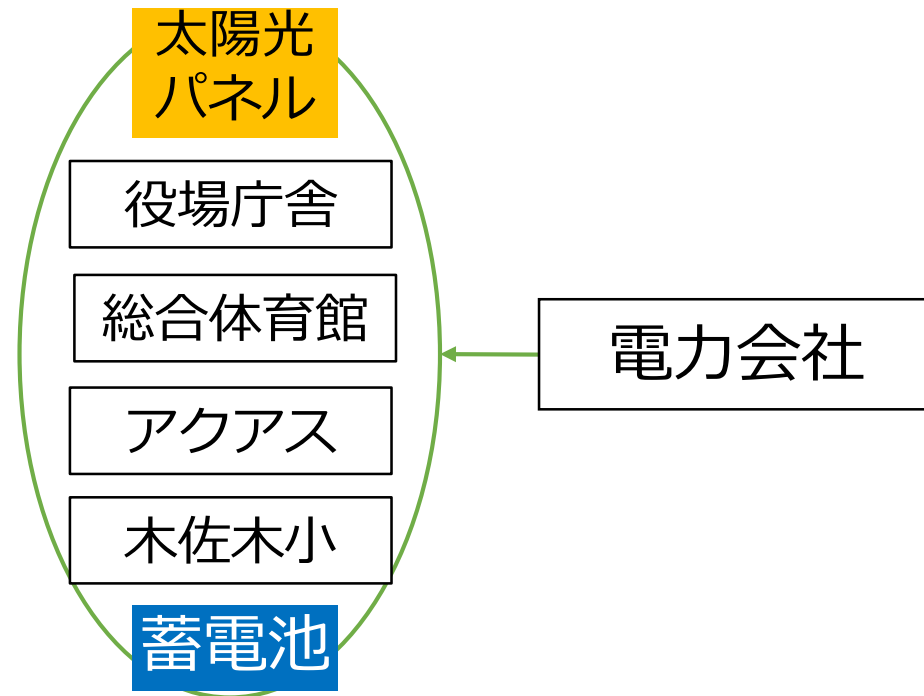 太陽光
パネル
役場庁舎
総合体育館
アクアス
木佐木小
蓄電池
電力会社